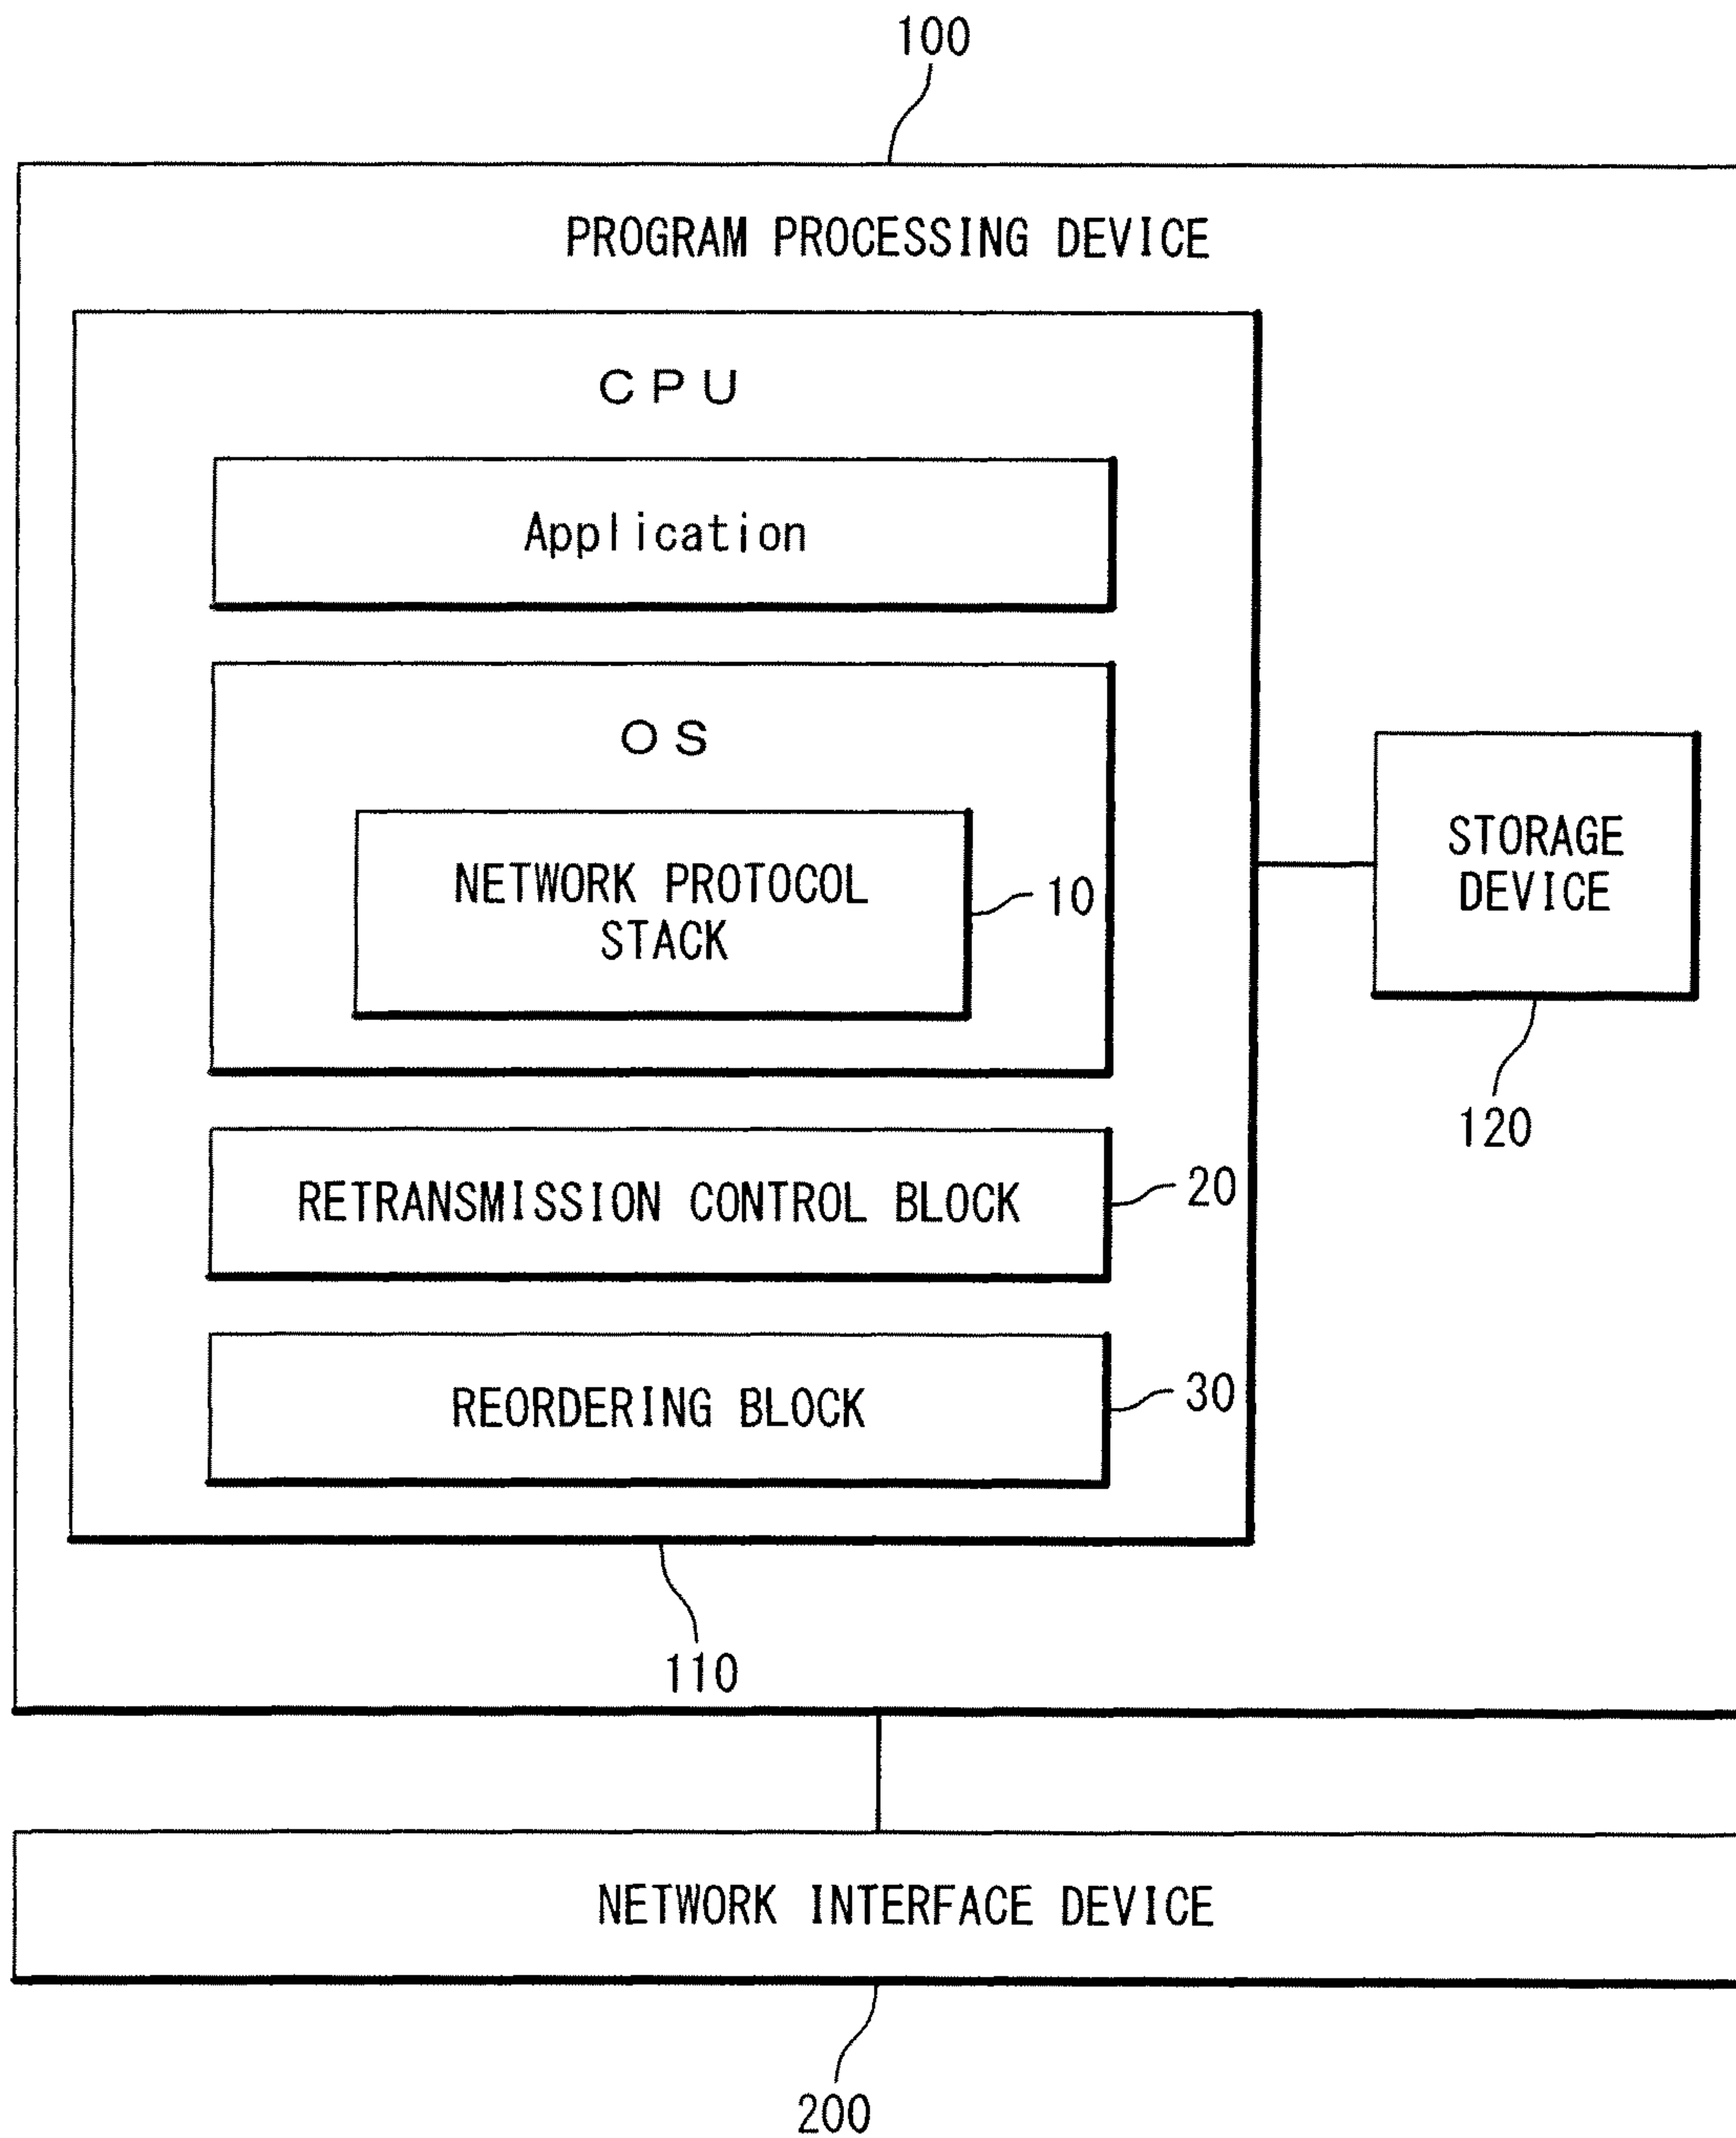 100
PROGRAM PROCESSING DEVICE
CPU
Application
OS
NETWORK PROTOCOL
STACK
10
STORAGE
DEVICE
120
RETRANSMISSION CONTROL BLOCK
20
REORDERING BLOCK
30
110
NETWORK INTERFACE DEVICE
200